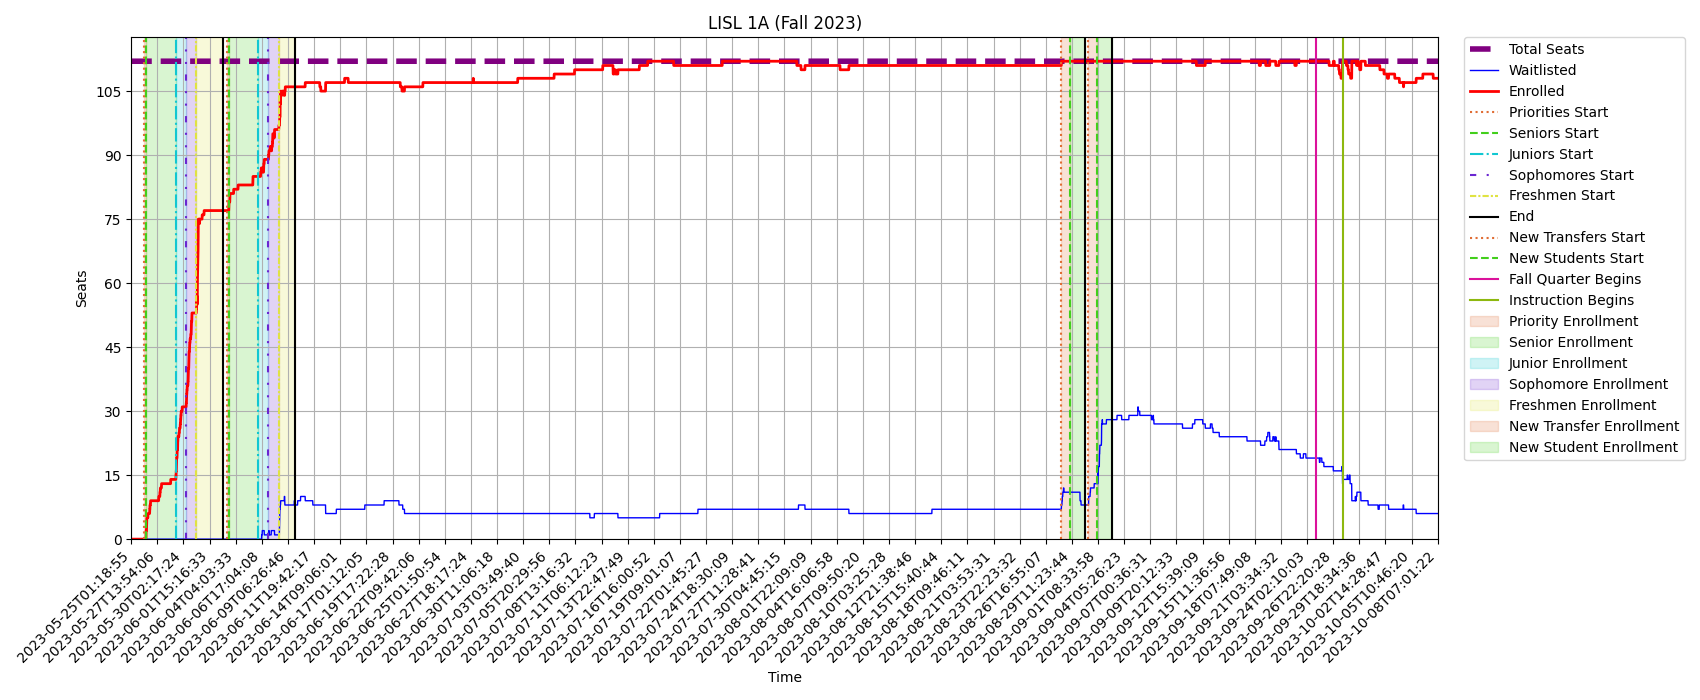 LISL 1A (Fall 2023)
Seats
105
90
75
60
45
30
15
0
2023-05-25T01:18:55
2023-05-27T13:54:06
2023-05-30T02:17:24
2023-06-01T15:16:33
2023-06-04T04:03:33
2023-06-06T17:04:08
2023-06-09T06:26:46
2023-06-11T19:42:17
2023-06-14T09:06:01
2023-06-17T01:12:05
2023-06-19T17:22:28
2023-06-22T09:42:06
2023-06-25T01:50:54
2023-06-27T18:17:24
2023-06-30T11:06:18
2023-07-03T03:49:40
2023-07-05T20:29:56
2023-07-08T13:16:32
2023-07-11T06:12:23
2023-07-13T22:47:49
2023-07-16T16:00:52
2023-07-19T09:01:07
2023-07-22T01:45:27
2023-07-24T18:30:09
2023-07-27T11:28:41
2023-07-30T04:45:15
2023-08-01T22:09:09
2023-08-04T16:06:58
2023-08-07T09:50:20
2023-08-10T03:25:28
2023-08-12T21:38:46
2023-08-15T15:40:44
2023-08-18T09:46:11
2023-08-21T03:53:31
2023-08-23T22:23:32
2023-08-26T16:55:07
2023-08-29T11:23:44
2023-09-01T08:33:58
2023-09-04T05:26:23
2023-09-07T00:36:31
2023-09-09T20:12:33
2023-09-12T15:39:09
2023-09-15T11:36:56
2023-09-18T07:49:08
2023-09-21T03:34:32
2023-09-24T02:10:03
2023-09-26T22:20:28
2023-09-29T18:34:36
2023-10-02T14:28:47
2023-10-05T10:46:20
2023-10-08T07:01:22
Time
Total Seats
Waitlisted
Enrolled
Priorities Start
Seniors Start
Juniors Start
Sophomores Start
Freshmen Start
End
New Transfers Start
New Students Start
Fall Quarter Begins
Instruction Begins
Priority Enrollment
Senior Enrollment
Junior Enrollment
Sophomore Enrollment
Freshmen Enrollment
New Transfer Enrollment
New Student Enrollment